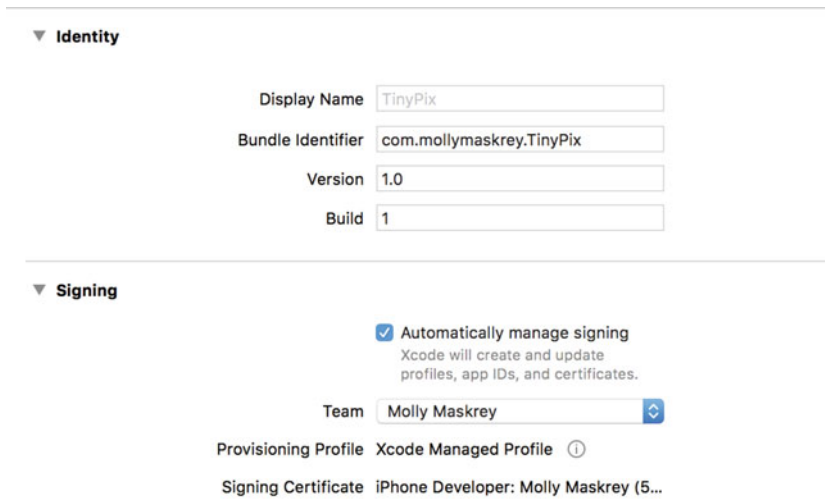 Identity
Display Name TinyPix
Bundle Identifier com.mollymaskrey.TinyPix
Version 1.0
Build 1
Signing
Automatically manage signing
Xcode will create and update
profiles, app IDs, and certificates.
Team Molly Maskrey
Provisioning Profile Xcode Managed Profile
Signing Certificate iPhone Developer: Molly Maskrey (5...